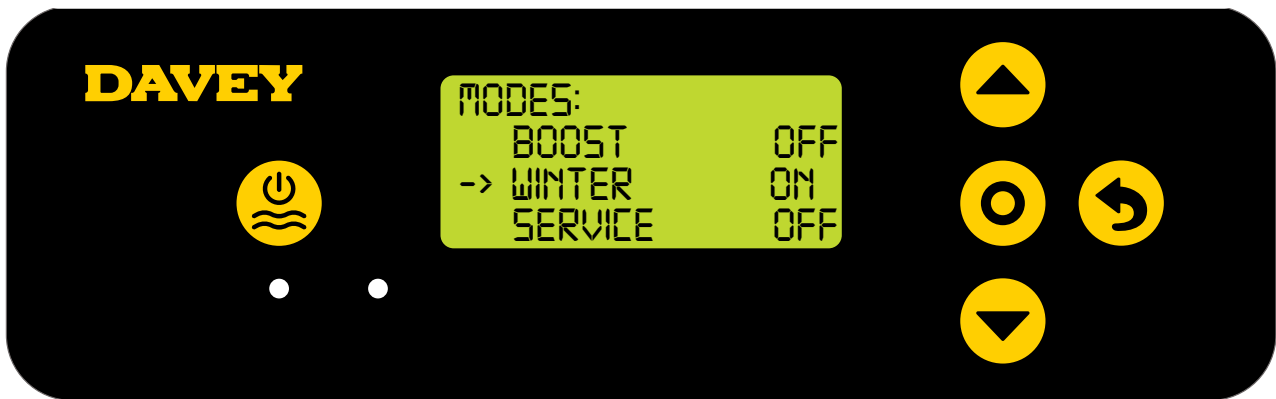 DAVEY
MODES:
BOOST OFF
-> WINTER ON
SERVICE OFF